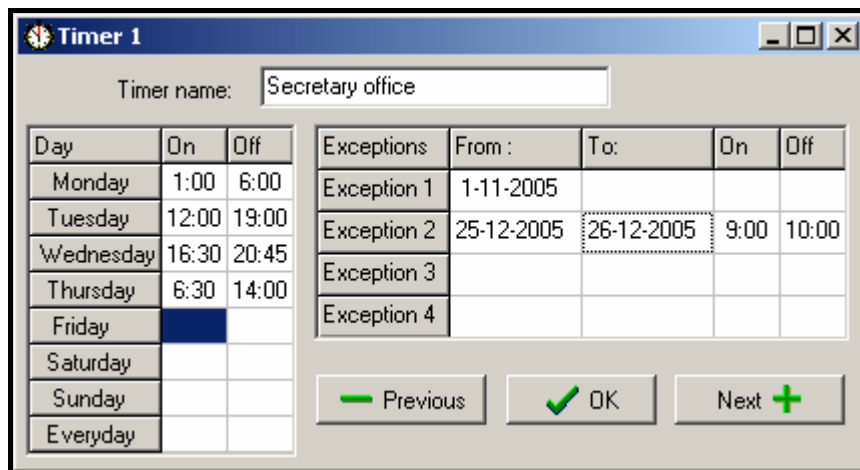 Timer 1
Timer name: Secretary office
Day On Off
Monday 1:00 6:00
Tuesday 12:00 19:00
Wednesday 16:30 20:45
Thursday 6:30 14:00
Friday
Saturday
Sunday
Everyday
Exceptions From : To: On Off
Exception 1 1-11-2005
Exception 2 25-12-2005 26-12-2005 9:00 10:00
Exception 3
Exception 4
Previous OK Next